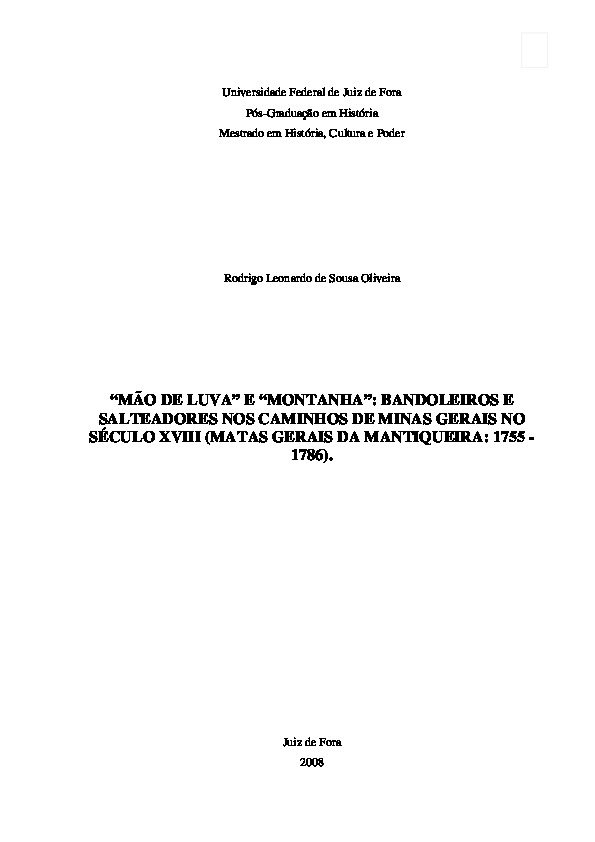 Universidade Federal de Juiz de Fora
Pós-Graduação em História
Mestrado em História, Cultura e Poder
Rodrigo Leonardo de Sousa Oliveira
“MÃO DE LUVA” E “MONTANHA”: BANDOLEIROS E
SALTEADORES NOS CAMINHOS DE MINAS GERAIS NO
SÉCULO XVIII (MATAS GERAIS DA MANTIQUEIRA: 1755 -
1786).
Juiz de Fora
2008